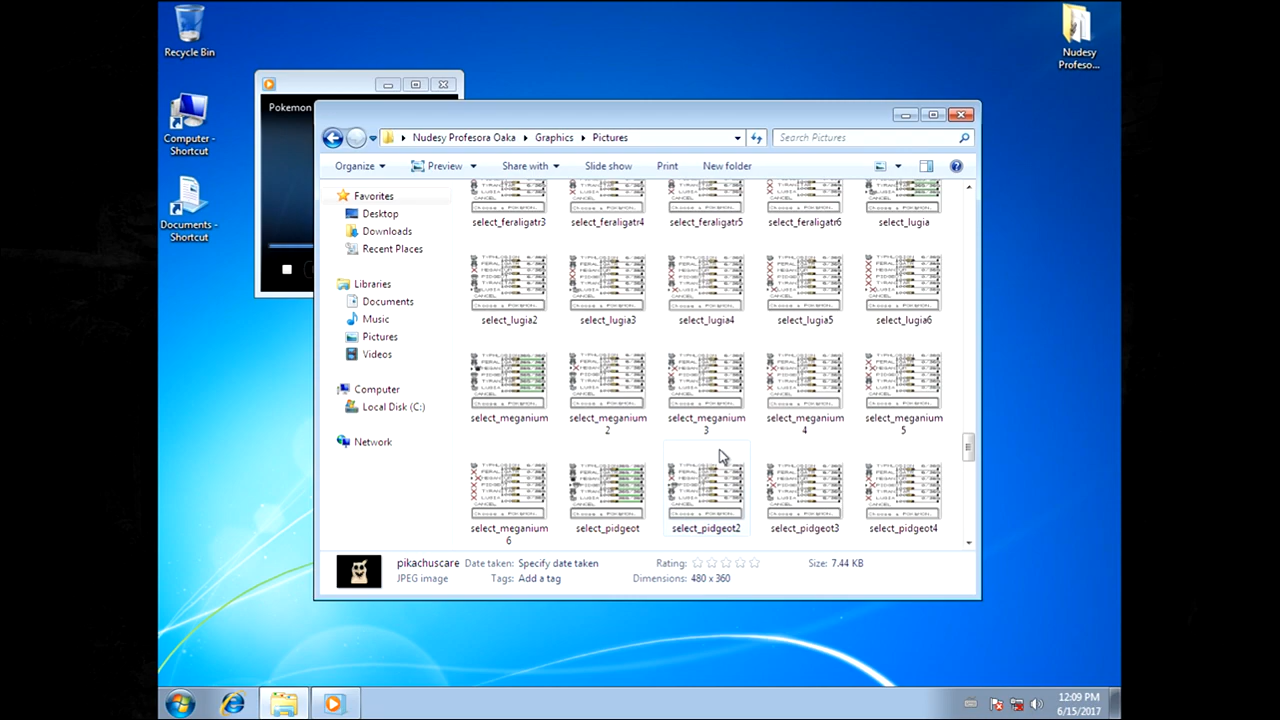 Recycle Bin
Nudesy
Profeso...
Computer -
Shortcut
Documents -
Shortcut
Pokemon
Nudesy Profesora Oaka
Graphics
Pictures
Search Pictures
Organize
Preview
Share with
Slide show
Print
New folder
Favorites
Desktop
Downloads
Recent Places
Libraries
Documents
Music
Pictures
Videos
Computer
Local Disk (C:)
Network
select_feraligatr3
select_feraligatr4
select_feraligatr5
select_feraligatr6
select_lugia
select_lugia2
select_lugia3
select_lugia4
select_lugia5
select_lugia6
select_meganium
select_meganium
2
select_meganium
3
select_meganium
4
select_meganium
5
select_meganium
6
select_pidgeot
select_pidgeot2
select_pidgeot3
select_pidgeot4
pikachuscare
Date taken: Specify date taken
Rating:
Size: 7.44 KB
JPEG image
Tags: Add a tag
Dimensions: 480 x 360
12:09 PM
6/15/2017